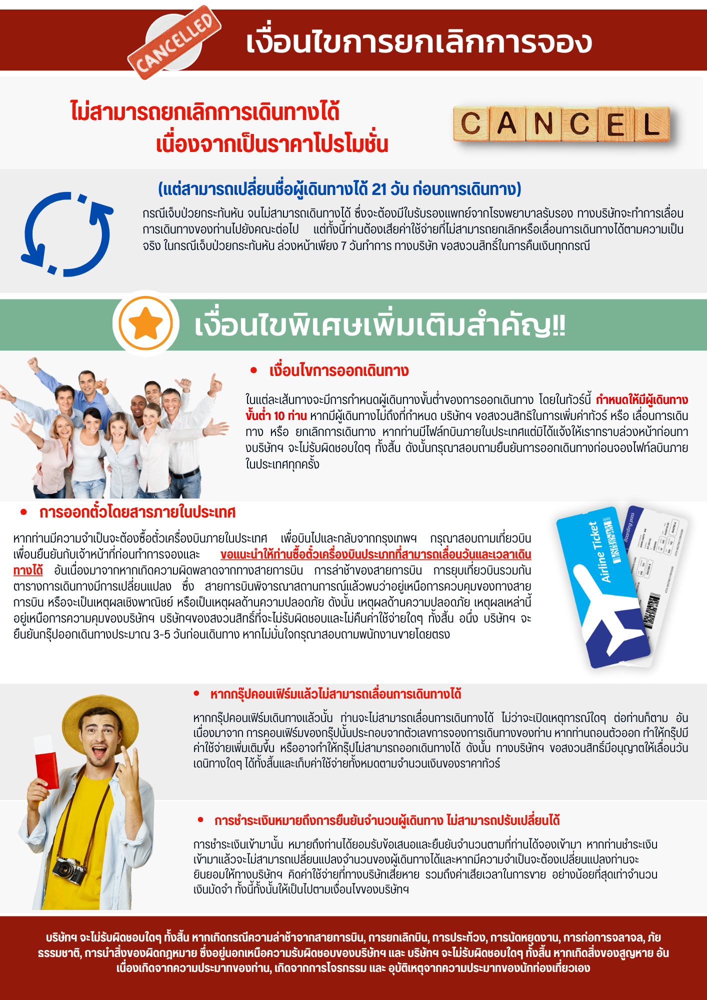 CANCELLED
เงื่อนไขการยกเลิกการจอง
ไม่สามารถยกเลิกการเดินทางได้
เนื่องจากเป็นราคาโปรโมชั่น
CANCEL
(แต่สามารถเปลี่ยนชื่อผู้เดินทางได้ 21 วัน ก่อนการเดินทาง)
กรณีเจ็บป่วยกระทันหัน จนไม่สามารถเดินทางได้ ซึ่งจะต้องมีใบรับรองแพทย์จากโรงพยาบาลรับรอง ทางบริษัทจะทำการเลื่อน
การเดินทางของท่านไปยังคณะต่อไป แต่ทั้งนี้ท่านต้องเสียค่าใช้จ่ายที่ไม่สามารถยกเลิกหรือเลื่อนการเดินทางได้ตามความเป็น
จริง ในกรณีเจ็บป่วยกระทันหัน ล่วงหน้าเพียง 7 วันทำการ ทางบริษัท ขอสงวนสิทธิ์ในการคืนเงินทุกกรณี
เงื่อนไขพิเศษเพิ่มเติมสำคัญ!!
• เงื่อนไขการออกเดินทาง
ในแต่ละเส้นทางจะมีการกำหนดผู้เดินทางขั้นต่ำของการออกเดินทาง โดยในทัวร์นี้ กำหนดให้มีผู้เดินทาง
ขั้นต่ำ 10 ท่าน หากมีผู้เดินทางไม่ถึงที่กำหนด บริษัทฯ ขอสงวนสิทธิในการเพิ่มค่าทัวร์ หรือ เลื่อนการเดิน
ทาง หรือ ยกเลิกการเดินทาง หากท่านมีไฟล์ทบินภายในประเทศแต่มิได้แจ้งให้เราทราบล่วงหน้าก่อนทา
งบริษัทฯ จะไม่รับผิดชอบใดๆ ทั้งสิ้น ดังนั้นกรุณาสอบถามยืนยันการออกเดินทางก่อนจองไฟท์ลบินภาย
ในประเทศทุกครั้ง
• การออกตั๋วโดยสารภายในประเทศ
หากท่านมีความจำเป็นจะต้องซื้อตั๋วเครื่องบินภายในประเทศ เพื่อบินไปและกลับจากกรุงเทพฯ กรุณาสอบถามเที่ยวบิน
เพื่อนยืนยันกับเจ้าหน้าที่ก่อนทำการจองและ ขอแนะนำให้ท่านซื้อตั๋วเครื่องบินประเภทที่สามารถเลื่อนวันและเวลาเดิน
ทางได้ อันเนื่องมาจากหากเกิดความผิดพลาดจากทางสายการบิน การล่าช้าของสายการบิน การยุบเที่ยวบินรวมกัน
ตารางการเดินทางมีการเปลี่ยนแปลง ซึ่ง สายการบินพิจารณาสถานการณ์แล้วพบว่าอยู่เหนือการควบคุมของทางสาย
การบิน หรือจะเป็นเหตุผลเชิงพาณิชย์ หรือเป็นเหตุผลด้านความปลอดภัย ดังนั้น เหตุผลด้านความปลอดภัย เหตุผลเหล่านี้
อยู่เหนือการความคุมของบริษัทฯ บริษัทฯของสงวนสิทธิ์ที่จะไม่รับผิดชอบและไม่คืนค่าใช้จ่ายใดๆ ทั้งสิ้น อนึ่ง บริษัทฯ จะ
ยืนยันกรุ๊ปออกเดินทางประมาณ 3-5 วันก่อนเดินทาง หากไม่มั่นใจกรุณาสอบถามพนักงานขายโดยตรง
Airline Ticket
Boarding pass
• หากกรุ๊ปคอนเฟิร์มแล้วไม่สามารถเลื่อนการเดินทางได้
หากกรุ๊ปคอนเฟิร์มเดินทางแล้วนั้น ท่านจะไม่สามารถเลื่อนการเดินทางได้ ไม่ว่าจะเปิดเหตุการณ์ใดๆ ต่อท่านก็ตาม อัน
เนื่องมาจาก การคอนเฟิร์มของกรุ๊ปนั้นประกอบจากตัวเลขการจองการเดินทางของท่าน หากท่านถอนตัวออก ทำให้กรุ๊ปมี
ค่าใช้จ่ายเพิ่มเติมขึ้น หรืออาจทำให้กรุ๊ปไม่สามารถออกเดินทางได้ ดังนั้น ทางบริษัทฯ ขอสงวนสิทธิ์มีอนุญาตให้เลื่อนวัน
เดนิทางใดๆ ได้ทั้งสิ้นและเก็บค่าใช้จ่ายทั้งหมดตามจำนวนเงินของราคาทัวร์
• การชำระเงินหมายถึงการยืนยันจำนวนผู้เดินทาง ไม่สามารถปรับเปลี่ยนได้
การชำระเงินเข้ามานั้น หมายถึงท่านได้ยอมรับข้อเสนอและยืนยันจำนวนตามที่ท่านได้จองเข้ามา หากท่านชำระเงิน
เข้ามาแล้วจะไม่สามารถเปลี่ยนแปลงจำนวนของผู้เดินทางได้และหากมีความจำเป็นจะต้องเปลี่ยนแปลงท่านจะ
ยินยอมให้ทางบริษัทฯ คิดค่าใช้จ่ายที่ทางบริษัทเสียหาย รวมถึงค่าเสียเวลาในการขาย อย่างน้อยที่สุดเท่าจำนวน
เงินมัดจำ ทั้งนี้ทั้งนั้นให้เป็นไปตามเงื่อนไขของบริษัทฯ
บริษัทฯ จะไม่รับผิดชอบใดๆ ทั้งสิ้น หากเกิดกรณีความล่าช้าจากสายการบิน, การยกเลิกบิน, การประท้วง, การนัดหยุดงาน, การก่อการจลาจล, ภัย
ธรรมชาติ, การนำสิ่งของผิดกฎหมาย ซึ่งอยู่นอกเหนือความรับผิดชอบของบริษัทฯ และ บริษัทฯ จะไม่รับผิดชอบใดๆ ทั้งสิ้น หากเกิดสิ่งของสูญหาย อัน
เนื่องเกิดจากความประมาทของท่าน, เกิดจากการโจรกรรม และ อุบัติเหตุจากความประมาทของนักท่องเที่ยวเอง